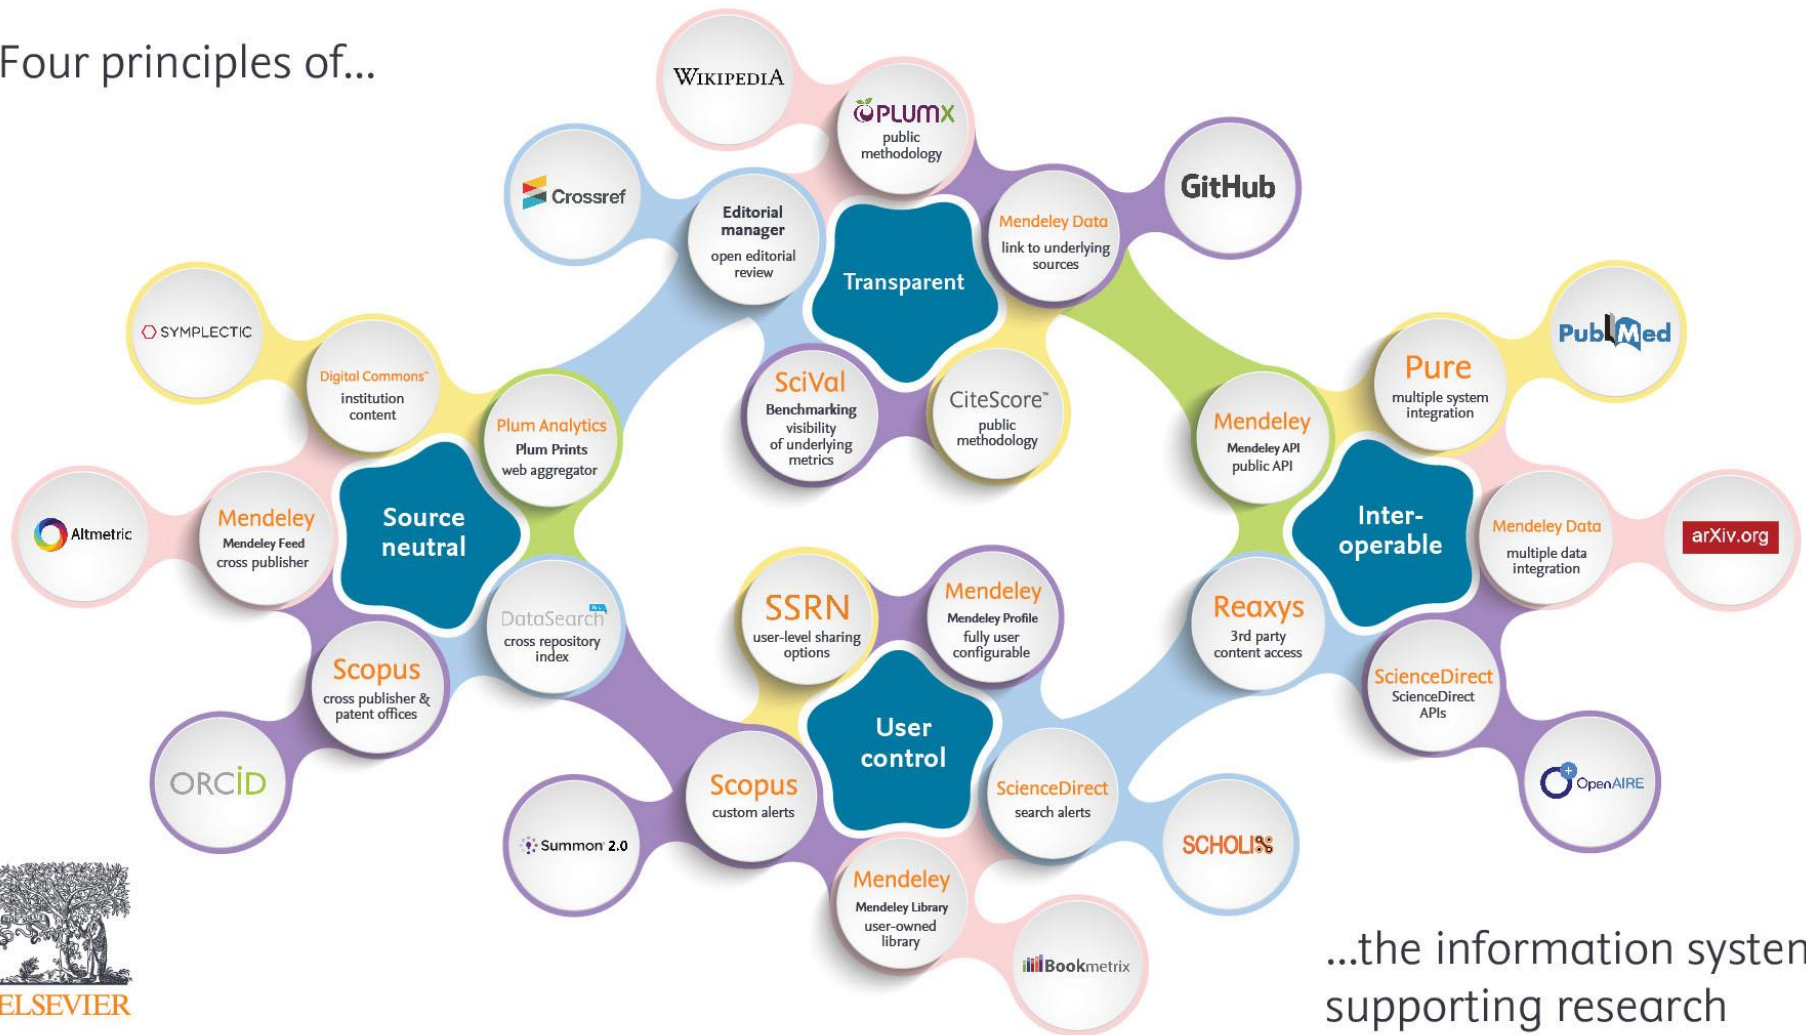 Four principles of...
WIKIPEDIA
PLUMX
public
methodology
Crossref
Editorial
manager
open editorial
review
Mendeley Data
link to underlying
sources
GitHub
Transparent
SciVal
Benchmarking
visibility
of underlying
metrics
CiteScore™
public
methodology
SYMPLECTIC
Digital Commons™
institution
content
Plum Analytics
Plum Prints
web aggregator
Altmetric
Mendeley
Mendeley Feed
cross publisher
Source
neutral
Scopus
cross publisher &
patent offices
DataSearch
cross repository
index
ORCiD
Mendeley
Mendeley API
public API
Pure
multiple system
integration
PubMed
Inter-
operable
Mendeley Data
multiple data
integration
arXiv.org
Reaxys
3rd party
content access
ScienceDirect
ScienceDirect
APIs
OpenAIRE
SSRN
user-level sharing
options
Mendeley
Mendeley Profile
fully user
configurable
User
control
Scopus
custom alerts
ScienceDirect
search alerts
Summon 2.0
SCHOLIX
Mendeley
Mendeley Library
user-owned
library
Bookmetrix
ELSEVIER
...the information system
supporting research